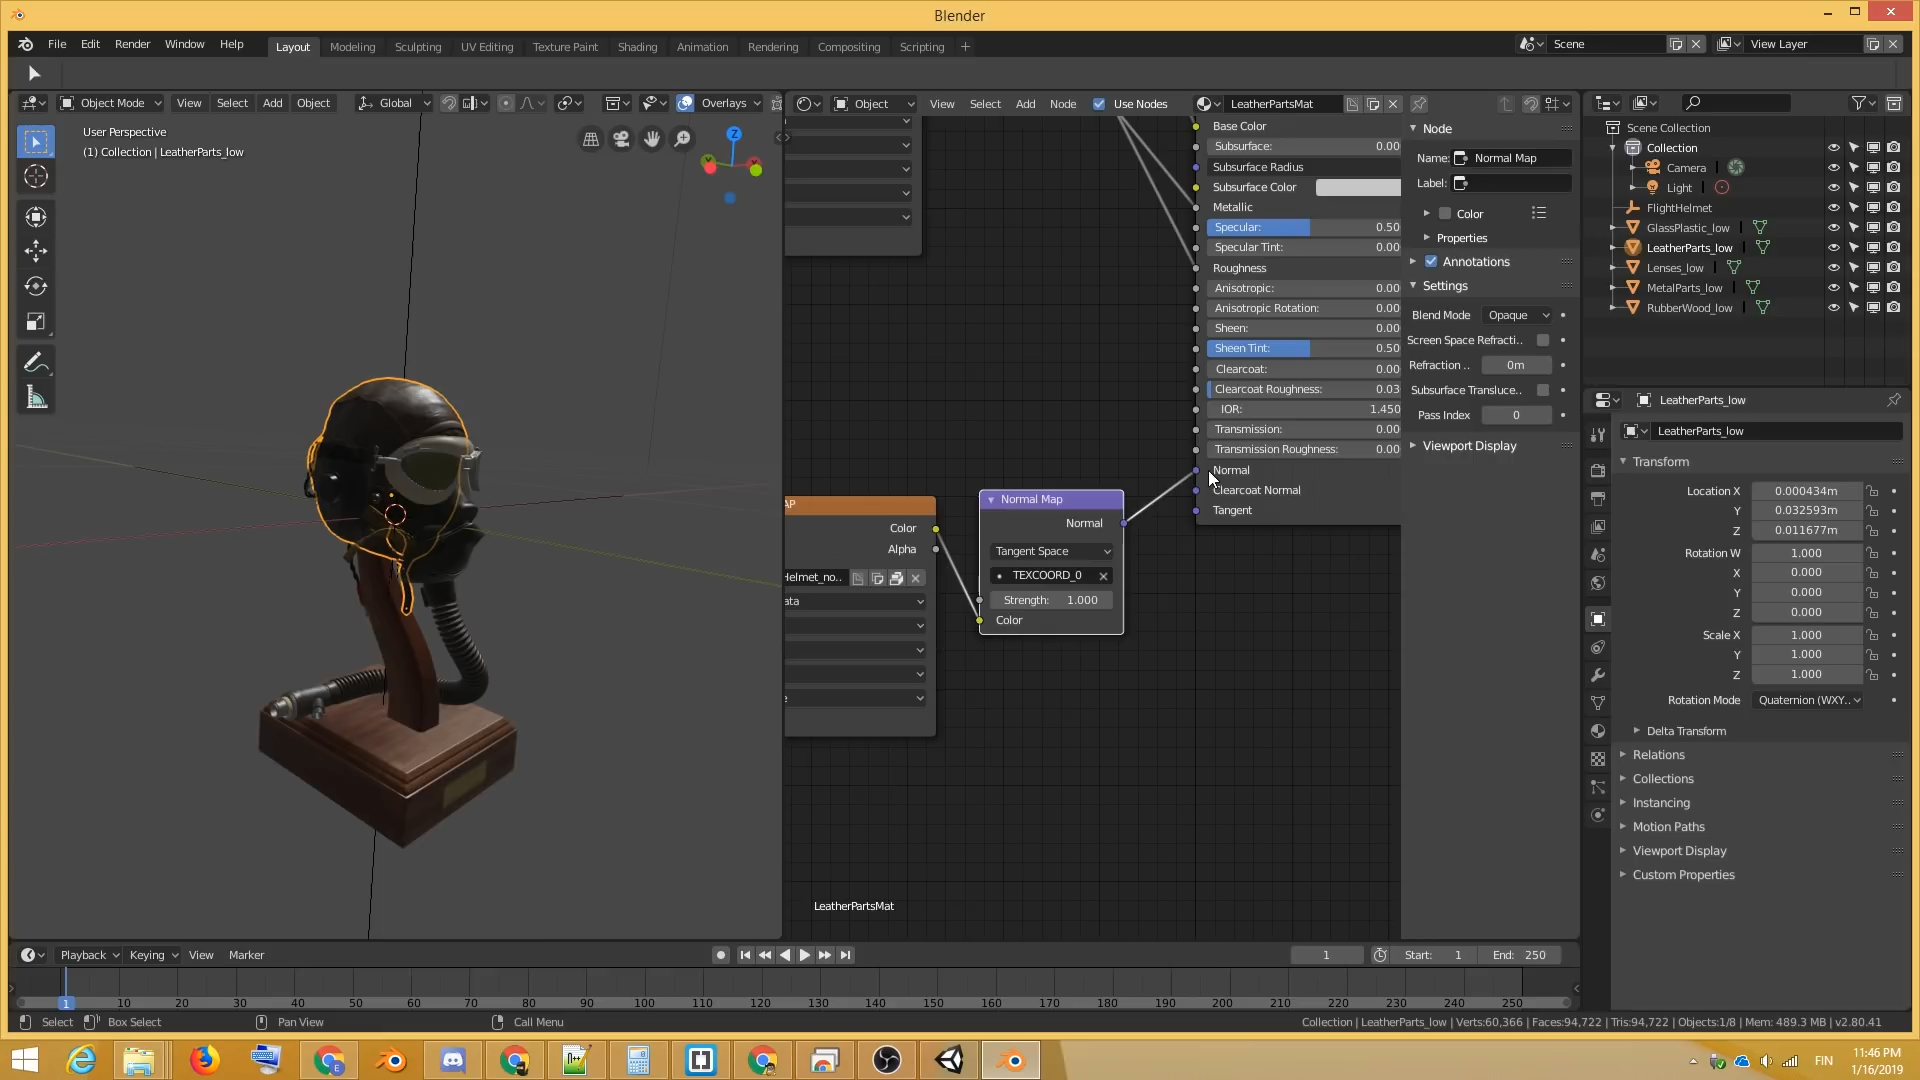 Blender
File Edit Render Window Help
Layout Modeling Sculpting UV Editing Texture Paint Shading Animation Rendering Compositing Scripting +
Scene
View Layer
Object Mode View Select Add Object Global Overlays
Object View Select Add Node Use Nodes LeatherPartsMat
User Perspective
(1) Collection | LeatherParts_low
Z
Base Color
Subsurface: 0.00
Subsurface Radius
Subsurface Color
Metallic
Specular: 0.50
Specular Tint: 0.00
Roughness
Anisotropic: 0.00
Anisotropic Rotation: 0.00
Sheen: 0.00
Sheen Tint: 0.50
Clearcoat: 0.00
Clearcoat Roughness: 0.03
IOR: 1.450
Transmission: 0.00
Transmission Roughness: 0.00
Normal
Clearcoat Normal
Tangent
AP
Color
Alpha
Helmet_no..
ata
e
Normal Map
Normal
Tangent Space
TEXCOORD_0
Strength: 1.000
Color
LeatherPartsMat
Node
Name: Normal Map
Label:
Color
Properties
Annotations
Settings
Blend Mode Opaque
Screen Space Refracti..
Refraction .. 0m
Subsurface Transluce..
Pass Index 0
Viewport Display
Scene Collection
Collection
Camera
Light
FlightHelmet
GlassPlastic_low
LeatherParts_low
Lenses_low
MetalParts_low
RubberWood_low
LeatherParts_low
LeatherParts_low
Transform
Location X 0.000434m
Y 0.032593m
Z 0.011677m
Rotation W 1.000
X 0.000
Y 0.000
Z 0.000
Scale X 1.000
Y 1.000
Z 1.000
Rotation Mode Quaternion (WXY..
Delta Transform
Relations
Collections
Instancing
Motion Paths
Viewport Display
Custom Properties
Playback Keying View Marker
1 Start: 1 End: 250
1 10 20 30 40 50 60 70 80 90 100 110 120 130 140 150 160 170 180 190 200 210 220 230 240 250
Select Box Select Pan View Call Menu
Collection | LeatherParts_low | Verts:60,366 | Faces:94,722 | Tris:94,722 | Objects:1/8 | Mem: 489.3 MB | v2.80.41
FIN
11:46 PM
1/16/2019